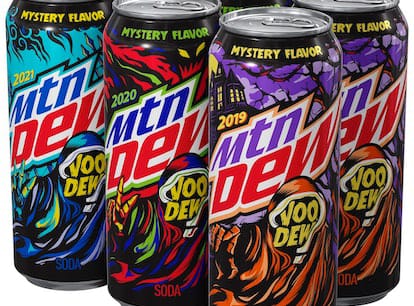 MYSTERY FLAVOR
2021
mtn
DEW
VOO
DEW
SODA
MYSTERY FLAVOR
2020
mtn
DEW
VOO
DEW
SODA
MYSTERY FLAVOR
2019
mtn
DEW
VOO
DEW
SODA
MYSTERY FLAVOR
VOO
DEW
SODA